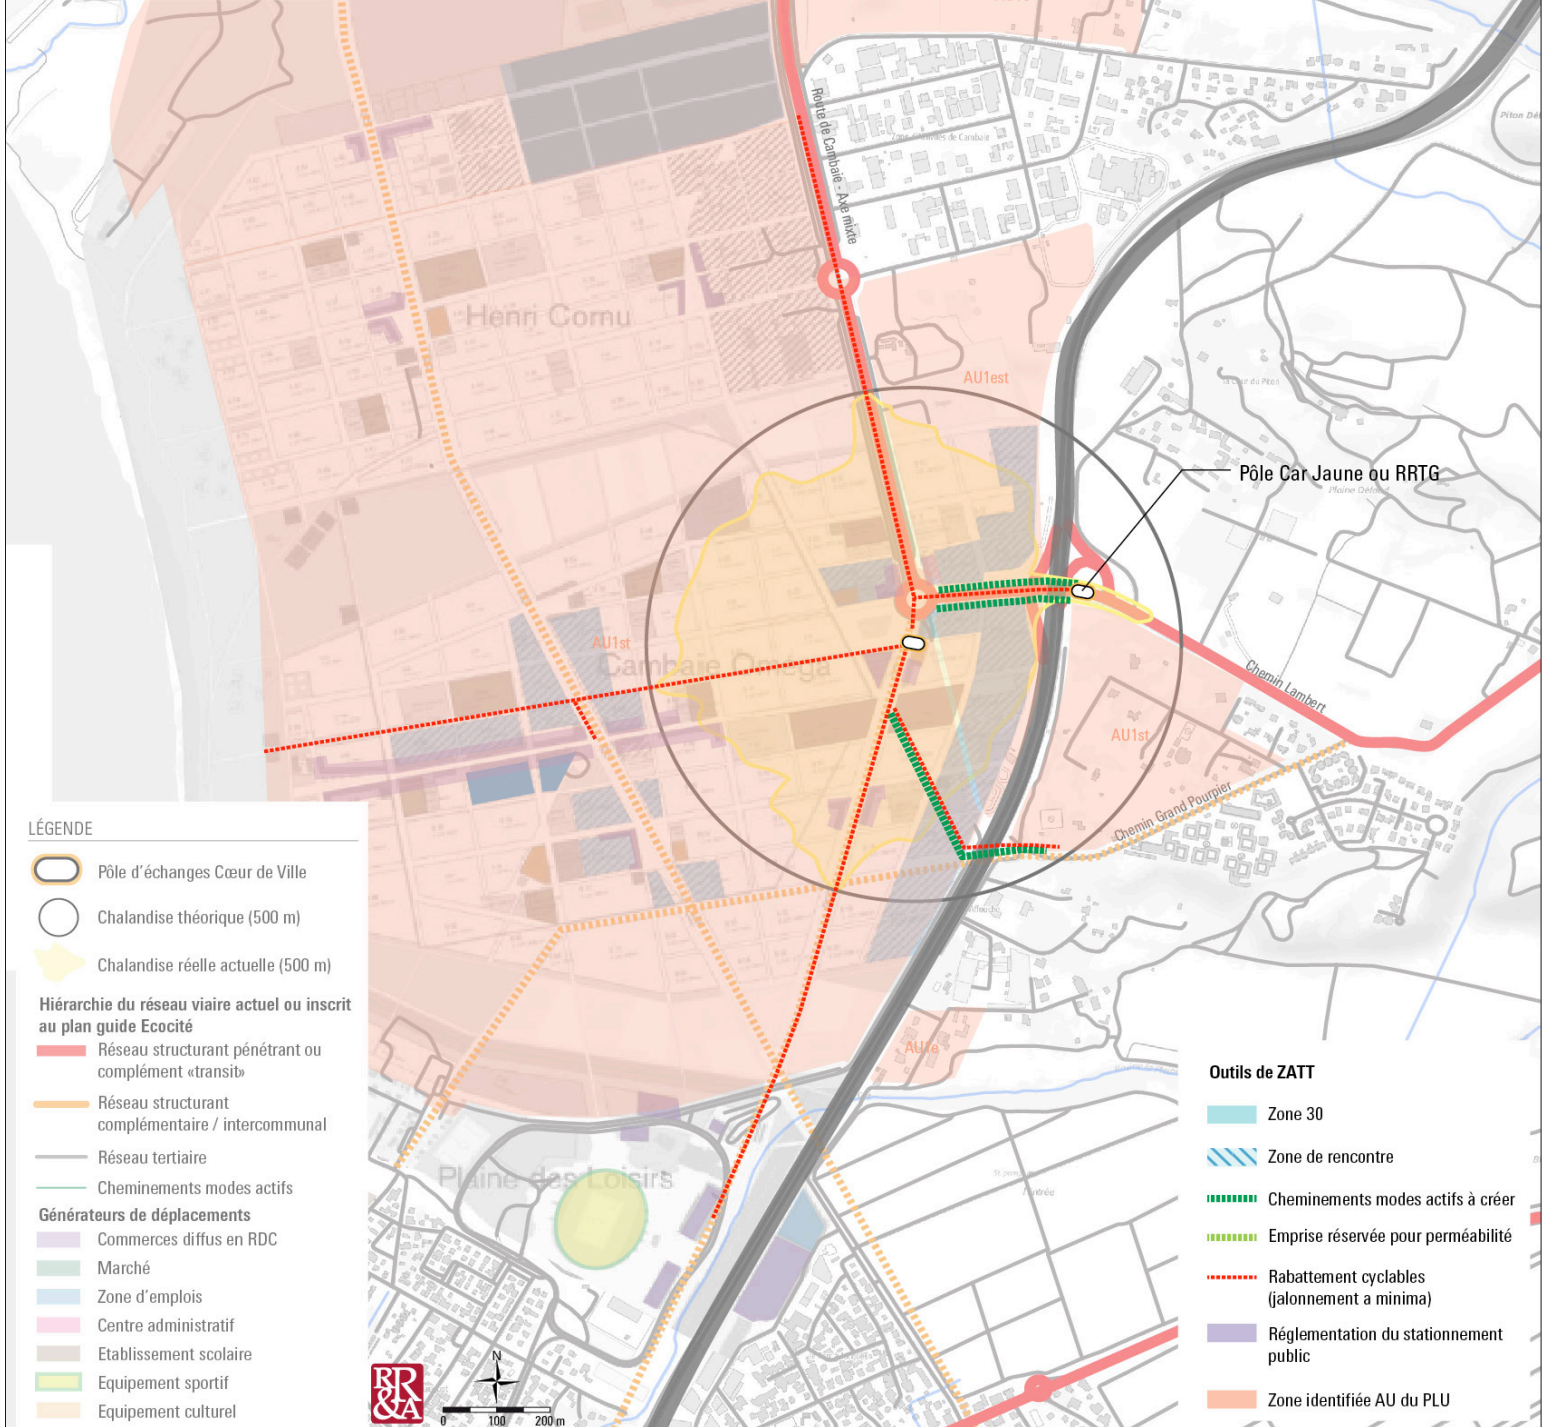 Route de Cambaie - Axe mixte
Zone d'Activités de Cambaie
Henri Cornu
AU1est
Pôle Car Jaune ou RRTG
AU1st
Cambaie Oméga
Chemin Lambert
AU1st
Chemin Grand Pourpier
AU1e
Plaine des Loisirs
LÉGENDE
Pôle d'échanges Cœur de Ville
Chalandise théorique (500 m)
Chalandise réelle actuelle (500 m)
Hiérarchie du réseau viaire actuel ou inscrit
au plan guide Ecocité
Réseau structurant pénétrant ou
complément «transit»
Réseau structurant
complémentaire / intercommunal
Réseau tertiaire
Cheminements modes actifs
Générateurs de déplacements
Commerces diffus en RDC
Marché
Zone d'emplois
Centre administratif
Etablissement scolaire
Equipement sportif
Equipement culturel
RR
&A
N
0 100 200 m
Outils de ZATT
Zone 30
Zone de rencontre
Cheminements modes actifs à créer
Emprise réservée pour perméabilité
Rabattement cyclables
(jalonnement a minima)
Réglementation du stationnement
public
Zone identifiée AU du PLU